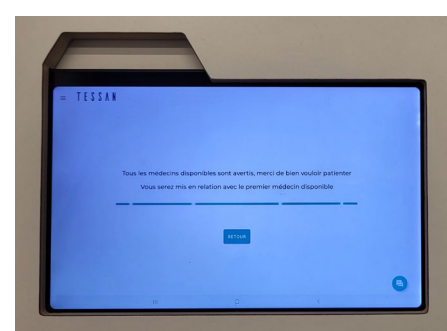 TESSAN
Tous les médecins disponibles sont avertis, merci de bien vouloir patienter
Vous serez mis en relation avec le premier médecin disponible
RETOUR